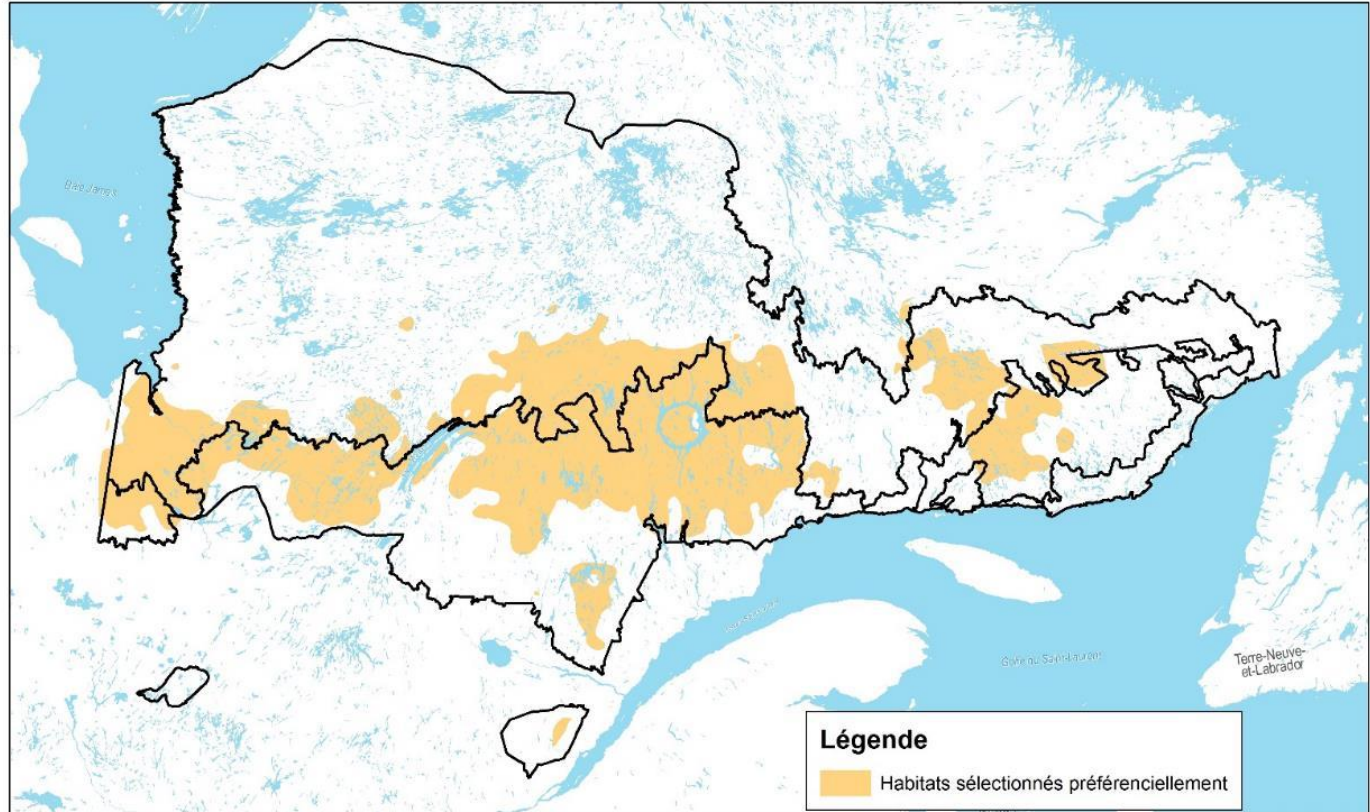 Baie James
Golfe du Saint-Laurent
Terre-Neuve-
et-Labrador
Légende
Habitats sélectionnés préférenciellement